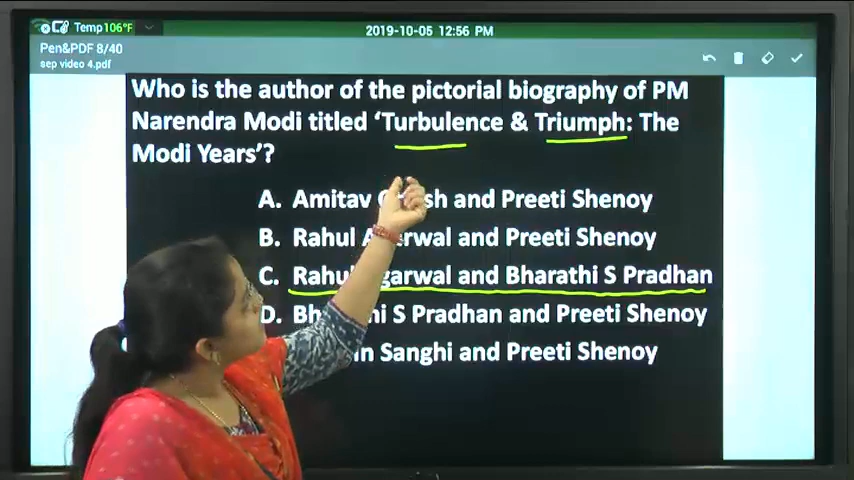 Temp106°F
2019-10-05 12:56 PM
Pen&PDF 8/40
sep video 4.pdf
Who is the author of the pictorial biography of PM
Narendra Modi titled ‘Turbulence & Triumph: The
Modi Years’?
A. Amitav and Preeti Shenoy
B. Rahul and Preeti Shenoy
C. Rahul and Bharathi S Pradhan
D. S Pradhan and Preeti Shenoy
Sanghi and Preeti Shenoy